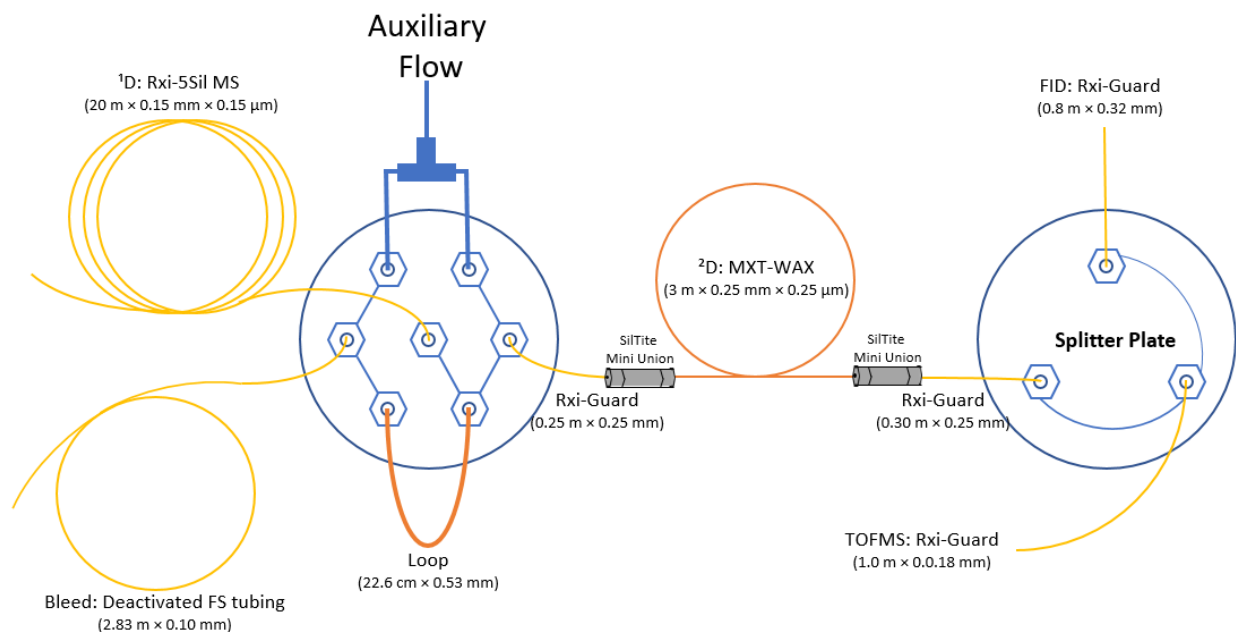 Auxiliary
Flow
¹D: Rxi-5Sil MS
(20 m × 0.15 mm × 0.15 µm)
FID: Rxi-Guard
(0.8 m × 0.32 mm)
²D: MXT-WAX
(3 m × 0.25 mm × 0.25 µm)
SilTite
Mini Union
SilTite
Mini Union
Splitter Plate
Rxi-Guard
(0.25 m × 0.25 mm)
Rxi-Guard
(0.30 m × 0.25 mm)
Loop
(22.6 cm × 0.53 mm)
TOFMS: Rxi-Guard
(1.0 m × 0.0.18 mm)
Bleed: Deactivated FS tubing
(2.83 m × 0.10 mm)